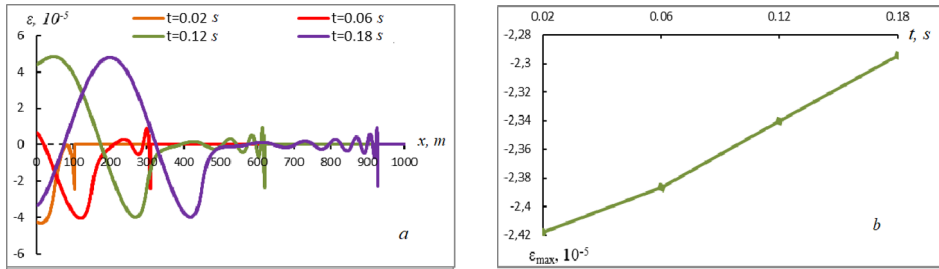 ε, 10⁻⁵
t=0.02 s
t=0.06 s
t=0.12 s
t=0.18 s
6
4
2
0
-2
-4
-6
0 100 200 300 400 500 600 700 800 900 1000
x, m
a
0.02 0.06 0.12 0.18
t, s
-2,28
-2,3
-2,32
-2,34
-2,36
-2,38
-2,4
-2,42
εmax, 10⁻⁵
b